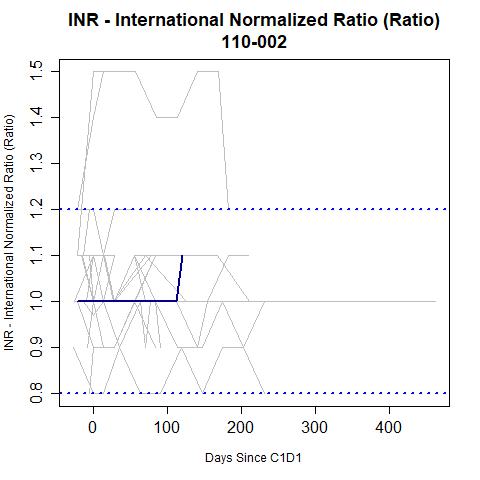 INR - International Normalized Ratio (Ratio)
110-002
INR - International Normalized Ratio (Ratio)
1.5
1.4
1.3
1.2
1.1
1.0
0.9
0.8
0 100 200 300 400
Days Since C1D1